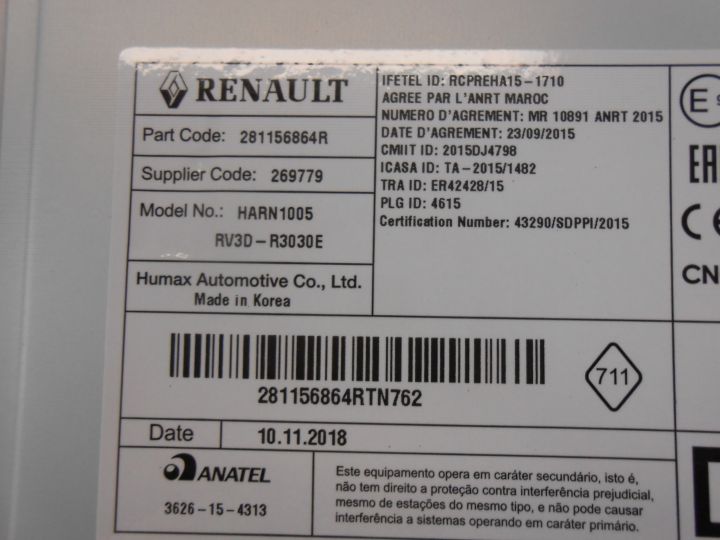 RENAULT
Part Code: 281156864R
Supplier Code: 269779
Model No.: HARN1005
RV3D-R3030E
Humax Automotive Co., Ltd.
Made in Korea
IFETEL ID: RCPREHA15-1710
AGREE PAR L'ANRT MAROC
NUMERO D'AGREMENT: MR 10891 ANRT 2015
DATE D'AGREMENT: 23/09/2015
CMIIT ID: 2015DJ4798
ICASA ID: TA-2015/1482
TRA ID: ER42428/15
PLG ID: 4615
Certification Number: 43290/SDPPI/2015
E
EAC
CE
CN
281156864RTN762
711
Date 10.11.2018
ANATEL
3626-15-4313
Este equipamento opera em caráter secundário, isto é,
não tem direito a proteção contra interferência prejudicial,
mesmo de estações do mesmo tipo, e não pode causar
interferência a sistemas operando em caráter primário.